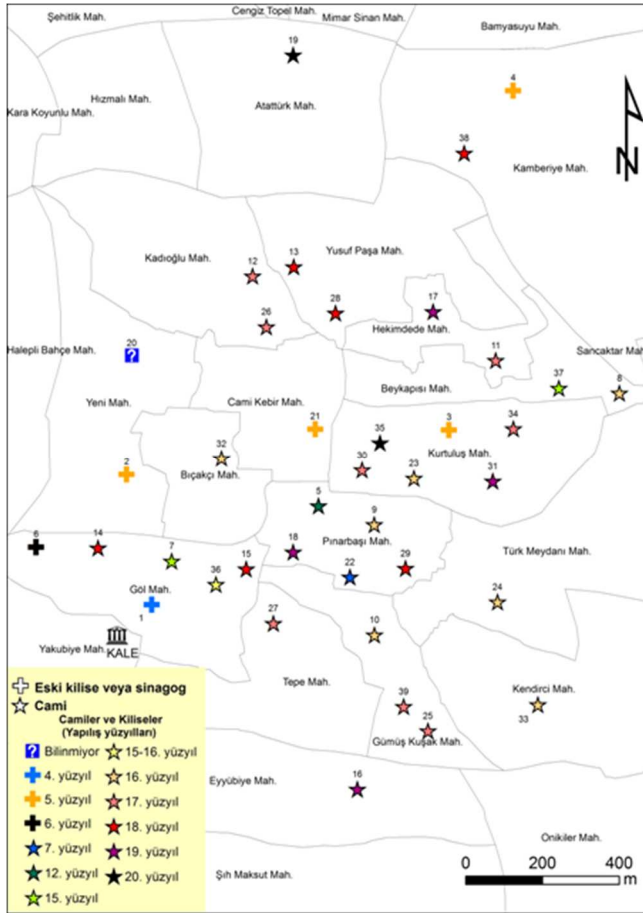 Şehitlik Mah.
Cengiz Topel Mah.
Mimar Sinan Mah.
Bamyasuyu Mah.
19
4
Hızmalı Mah.
Kara Koyunlu Mah.
Atattürk Mah.
38
Kamberiye Mah.
N
Kadıoğlu Mah.
12
13
Yusuf Paşa Mah.
26
28
17
Hekimdede Mah.
Halepli Bahçe Mah.
20
?
11
Sancaktar Mah.
Yeni Mah.
Cami Kebir Mah.
Beykapısı Mah.
37
8
21
35
3
34
32
Kurtuluş Mah.
2
Bıçakçı Mah.
30
23
31
5
9
6
14
7
15
18
Pınarbaşı Mah.
22
29
Türk Meydanı Mah.
36
Göl Mah.
1
24
27
10
Yakubiye Mah.
KALE
Tepe Mah.
39
25
Kendirci Mah.
33
Gümüş Kuşak Mah.
Eyyübiye Mah.
16
Onikiler Mah.
Şıh Maksut Mah.
Eski kilise veya sinagog
Cami
Camiler ve Kiliseler
(Yapılış yüzyılları)
? Bilinmiyor
4. yüzyıl
5. yüzyıl
6. yüzyıl
7. yüzyıl
12. yüzyıl
15. yüzyıl
15-16. yüzyıl
16. yüzyıl
17. yüzyıl
18. yüzyıl
19. yüzyıl
20. yüzyıl
0 200 400
m